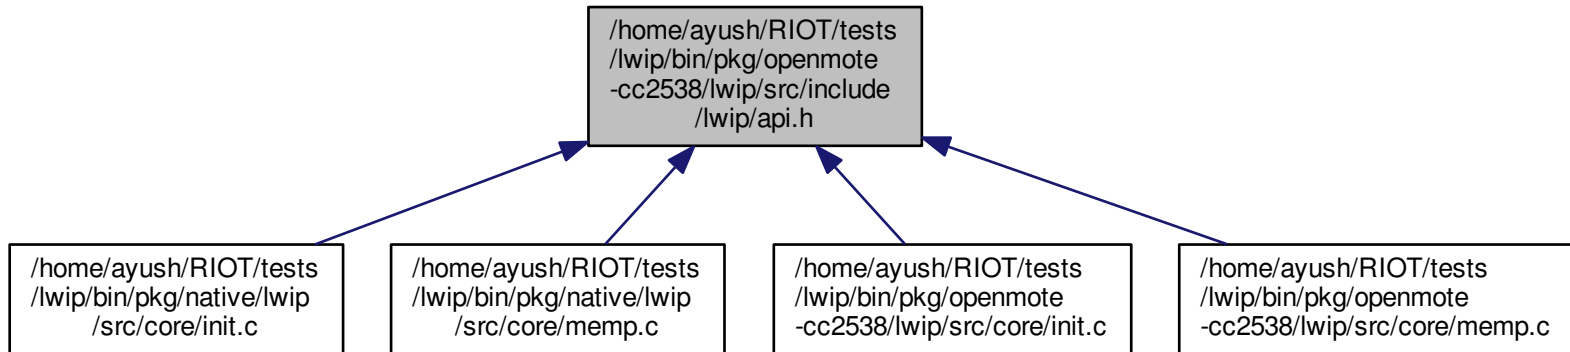 /home/ayush/RIOT/tests
/lwip/bin/pkg/openmote
-cc2538/lwip/src/include
/lwip/api.h
/home/ayush/RIOT/tests
/lwip/bin/pkg/native/lwip
/src/core/init.c
/home/ayush/RIOT/tests
/lwip/bin/pkg/native/lwip
/src/core/memp.c
/home/ayush/RIOT/tests
/lwip/bin/pkg/openmote
-cc2538/lwip/src/core/init.c
/home/ayush/RIOT/tests
/lwip/bin/pkg/openmote
-cc2538/lwip/src/core/memp.c